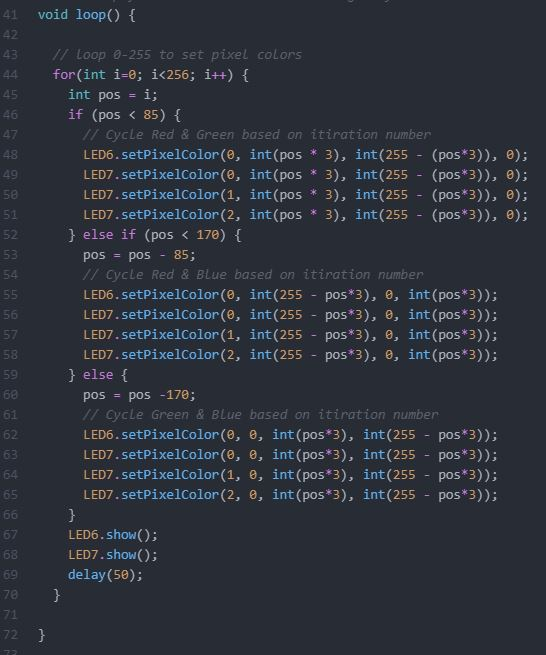 41 void loop() {
42
43 // loop 0-255 to set pixel colors
44 for(int i=0; i<256; i++) {
45 int pos = i;
46 if (pos < 85) {
47 // Cycle Red & Green based on itiration number
48 LED6.setPixelColor(0, int(pos * 3), int(255 - (pos*3)), 0);
49 LED7.setPixelColor(0, int(pos * 3), int(255 - (pos*3)), 0);
50 LED7.setPixelColor(1, int(pos * 3), int(255 - (pos*3)), 0);
51 LED7.setPixelColor(2, int(pos * 3), int(255 - (pos*3)), 0);
52 } else if (pos < 170) {
53 pos = pos - 85;
54 // Cycle Red & Blue based on itiration number
55 LED6.setPixelColor(0, int(255 - pos*3), 0, int(pos*3));
56 LED7.setPixelColor(0, int(255 - pos*3), 0, int(pos*3));
57 LED7.setPixelColor(1, int(255 - pos*3), 0, int(pos*3));
58 LED7.setPixelColor(2, int(255 - pos*3), 0, int(pos*3));
59 } else {
60 pos = pos -170;
61 // Cycle Green & Blue based on itiration number
62 LED6.setPixelColor(0, 0, int(pos*3), int(255 - pos*3));
63 LED7.setPixelColor(0, 0, int(pos*3), int(255 - pos*3));
64 LED7.setPixelColor(1, 0, int(pos*3), int(255 - pos*3));
65 LED7.setPixelColor(2, 0, int(pos*3), int(255 - pos*3));
66 }
67 LED6.show();
68 LED7.show();
69 delay(50);
70 }
71
72 }